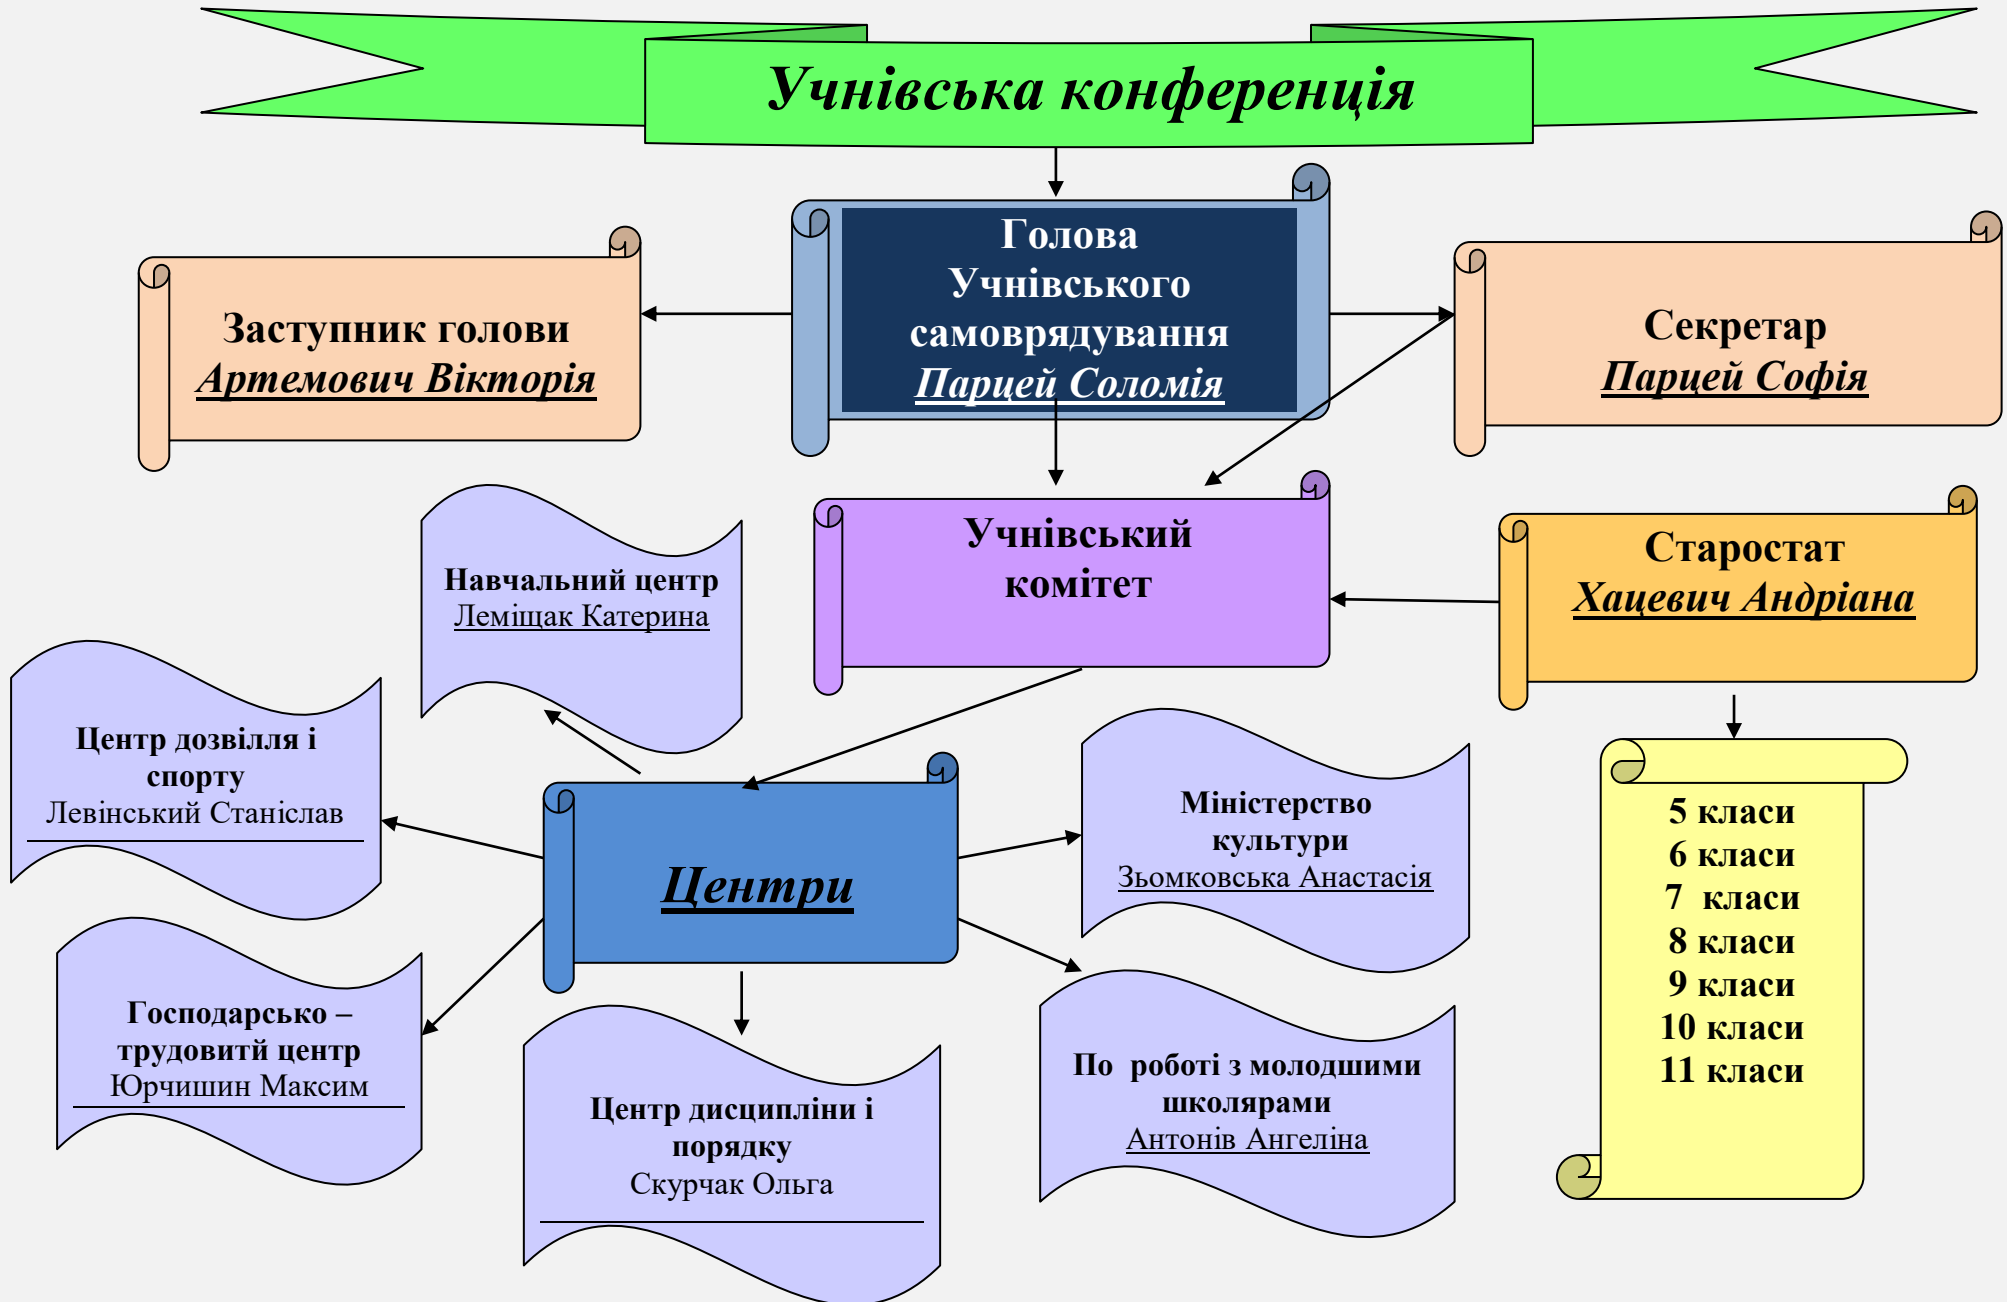 Учнівська конференція
Голова
Учнівського
самоврядування
Парцей Соломія
Заступник голови
Артемович Вікторія
Секретар
Парцей Софія
Учнівський
комітет
Старостат
Хацевич Андріана
Навчальний центр
Леміщак Катерина
Центр дозвілля і
спорту
Левінський Станіслав
Центри
Міністерство
культури
Зьомковська Анастасія
5 класи
6 класи
7 класи
8 класи
9 класи
10 класи
11 класи
Господарсько –
трудовитй центр
Юрчишин Максим
Центр дисципліни і
порядку
Скурчак Ольга
По роботі з молодшими
школярами
Антонів Ангеліна